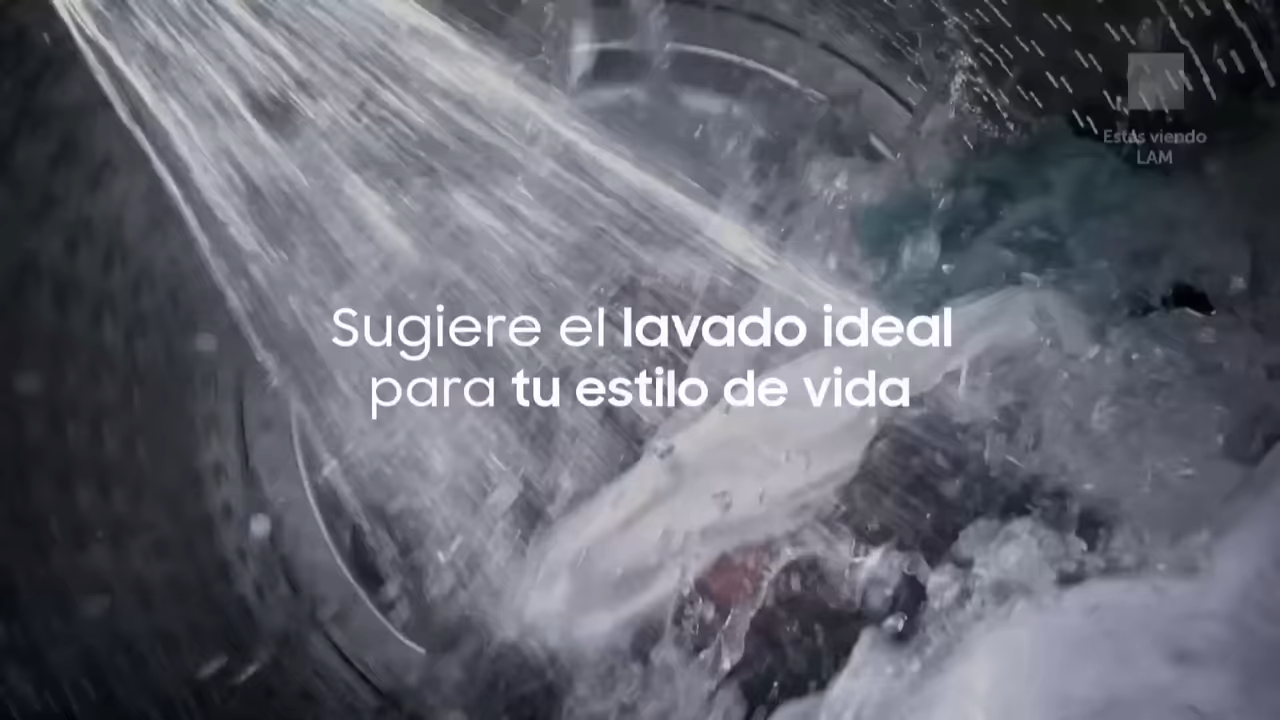 Estás viendo
LAM
Sugiere el lavado ideal
para tu estilo de vida